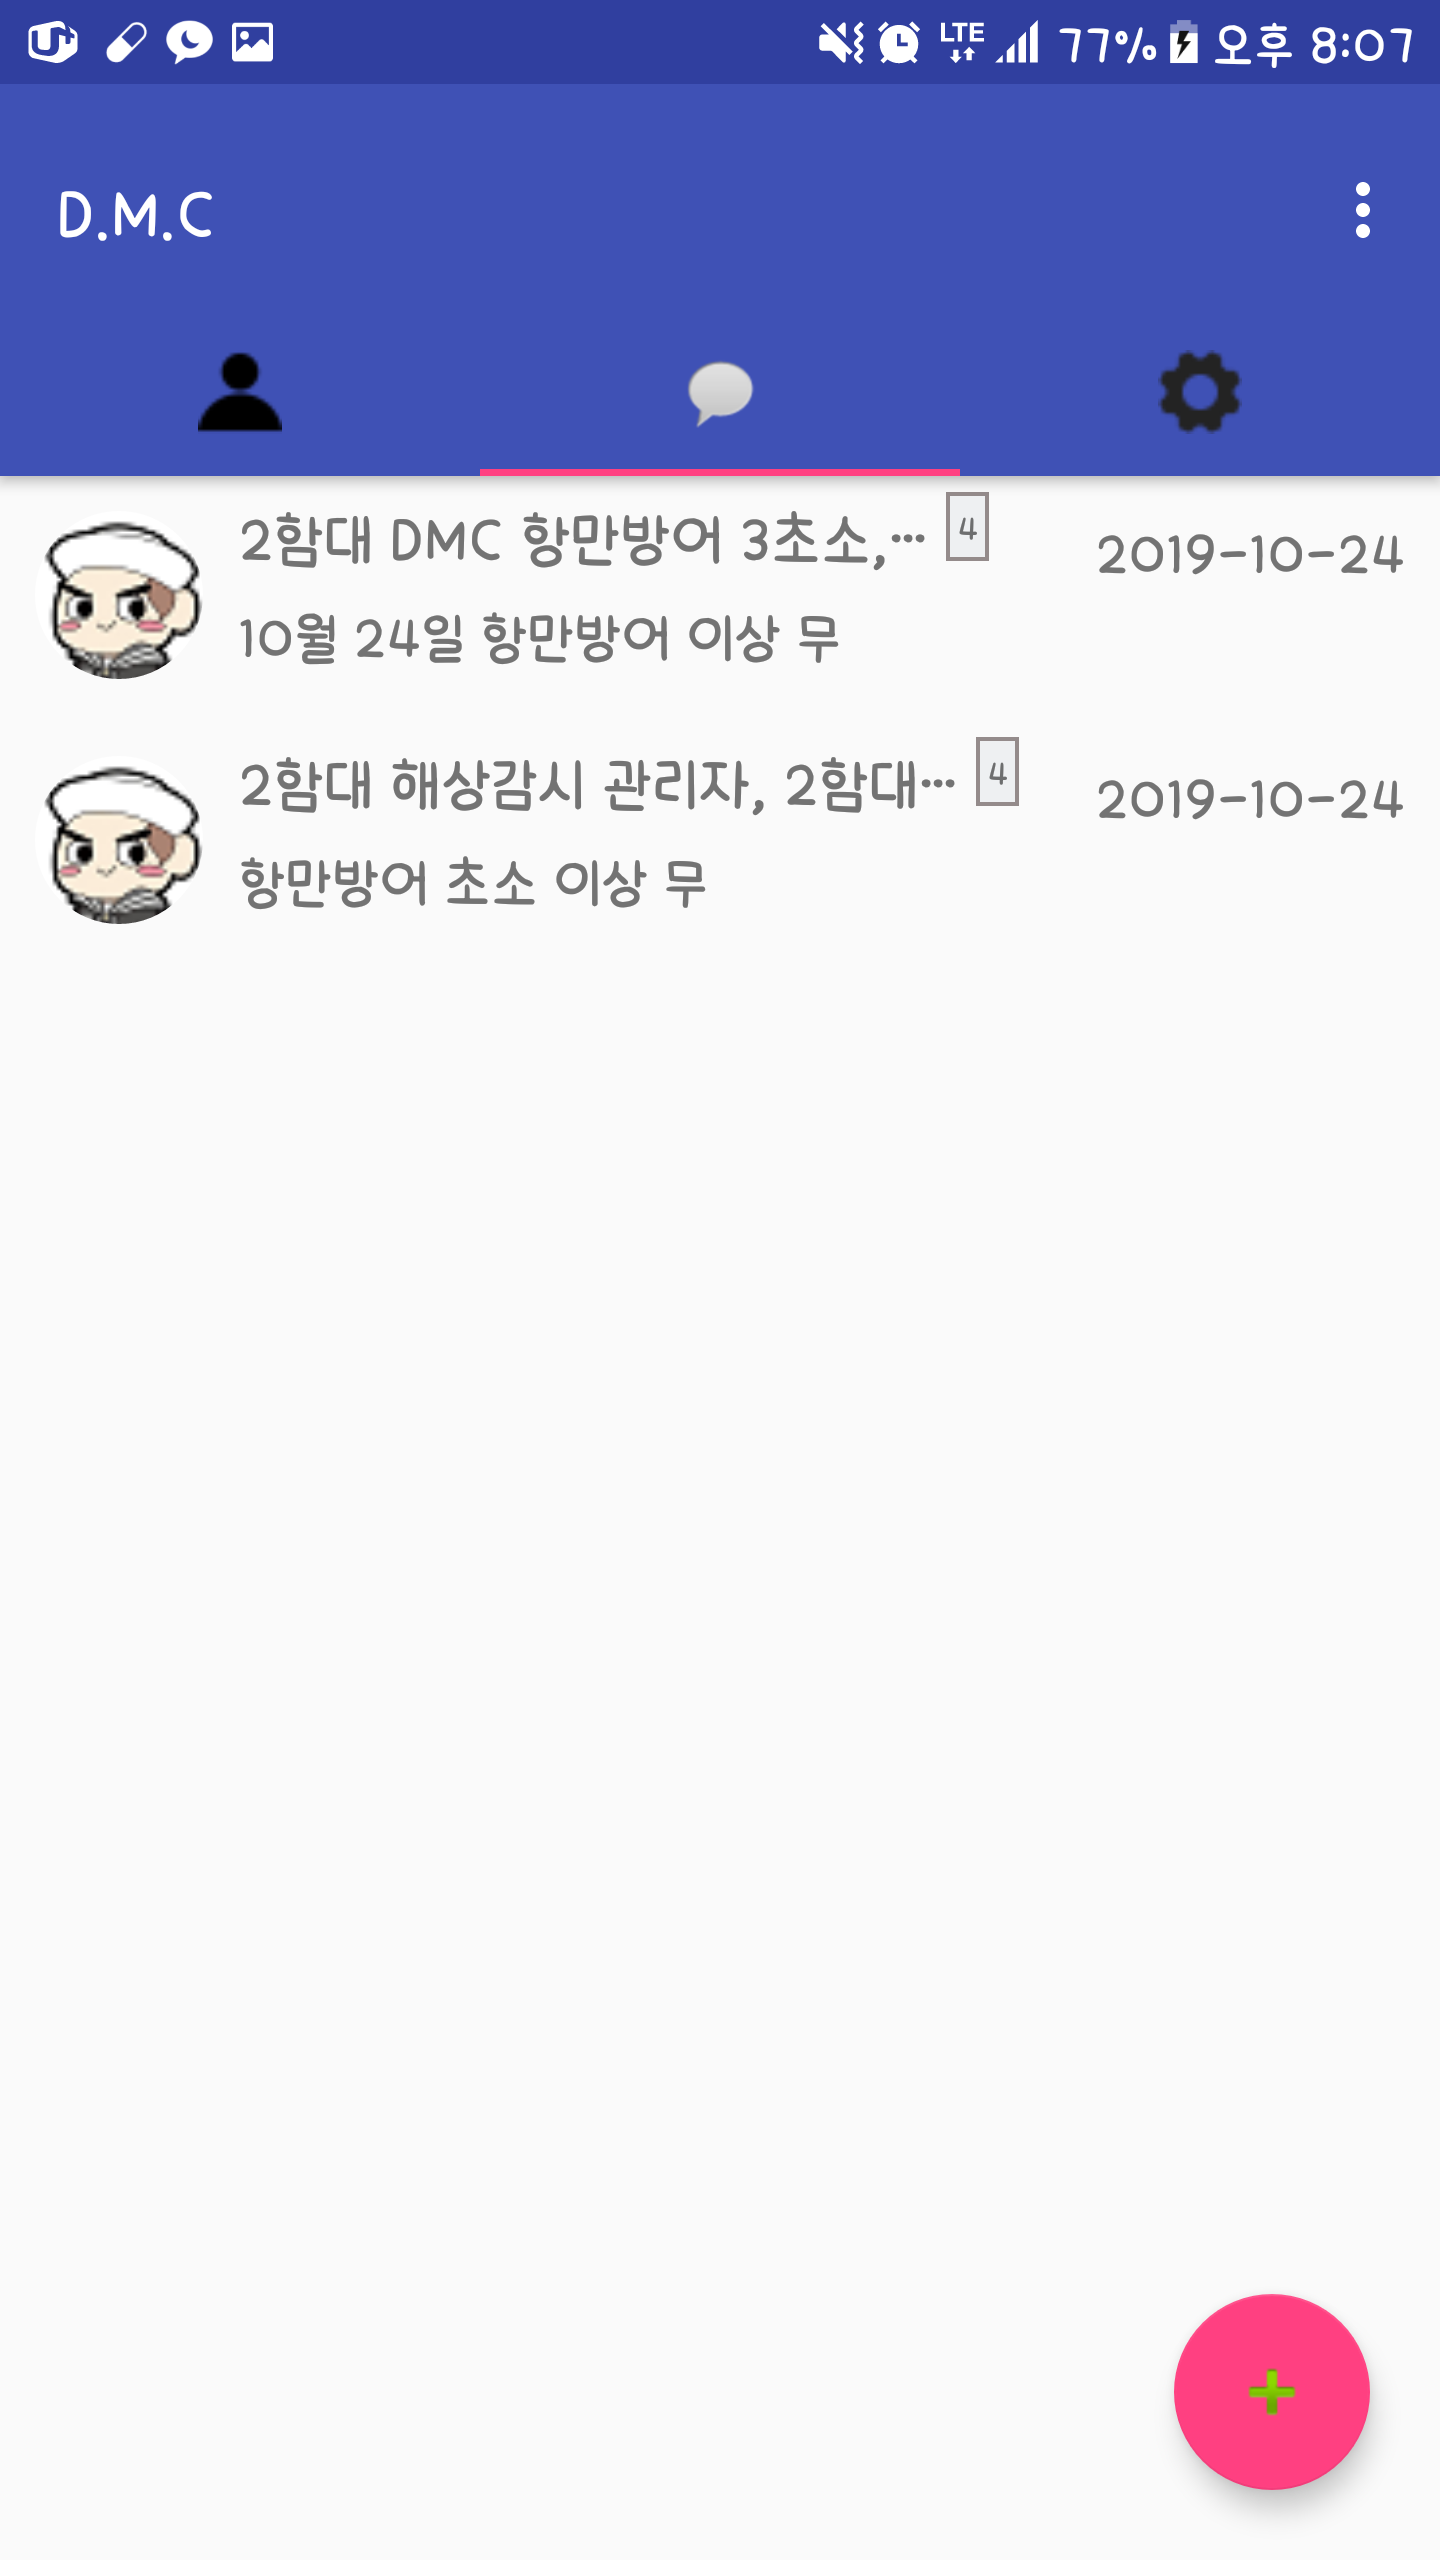 LTE 77% 오후 8:07
D.M.C
2함대 DMC 항만방어 3초소,… 4 2019-10-24
10월 24일 항만방어 이상 무
2함대 해상감시 관리자, 2함대… 4 2019-10-24
항만방어 초소 이상 무